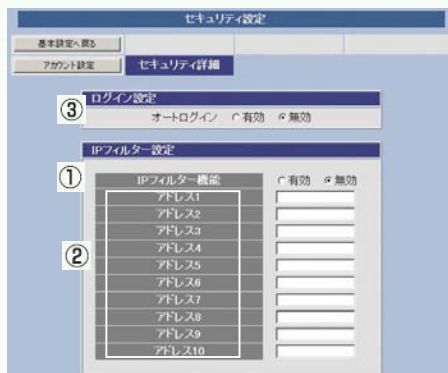 セキュリティ設定
基本設定へ戻る
アカウント設定 セキュリティ詳細
③ ログイン設定
オートログイン 有効 無効
IPフィルター設定
① IPフィルター機能 有効 無効
アドレス1
アドレス2
アドレス3
アドレス4
② アドレス5
アドレス6
アドレス7
アドレス8
アドレス9
アドレス10